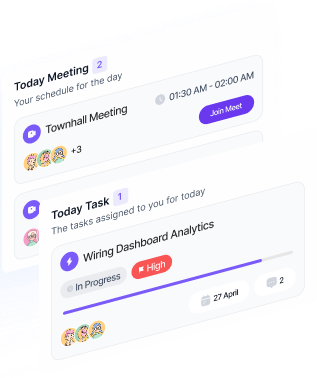 Today Meeting 2
Your schedule for the day
Townhall Meeting
01:30 AM - 02:00 AM
+3
Join Meet
Today Task 1
The tasks assigned to you for today
Wiring Dashboard Analytics
In Progress
High
27 April
2